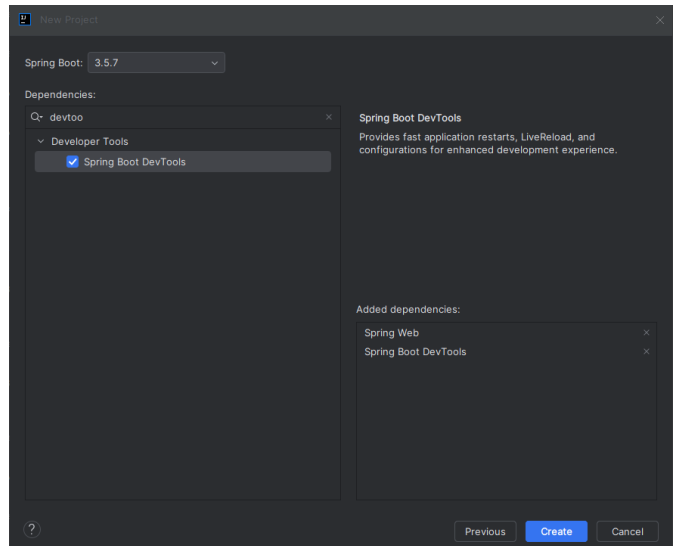 New Project
Spring Boot: 3.5.7
Dependencies:
devtoo
Developer Tools
Spring Boot DevTools
Spring Boot DevTools
Provides fast application restarts, LiveReload, and
configurations for enhanced development experience.
Added dependencies:
Spring Web
Spring Boot DevTools
? Previous Create Cancel